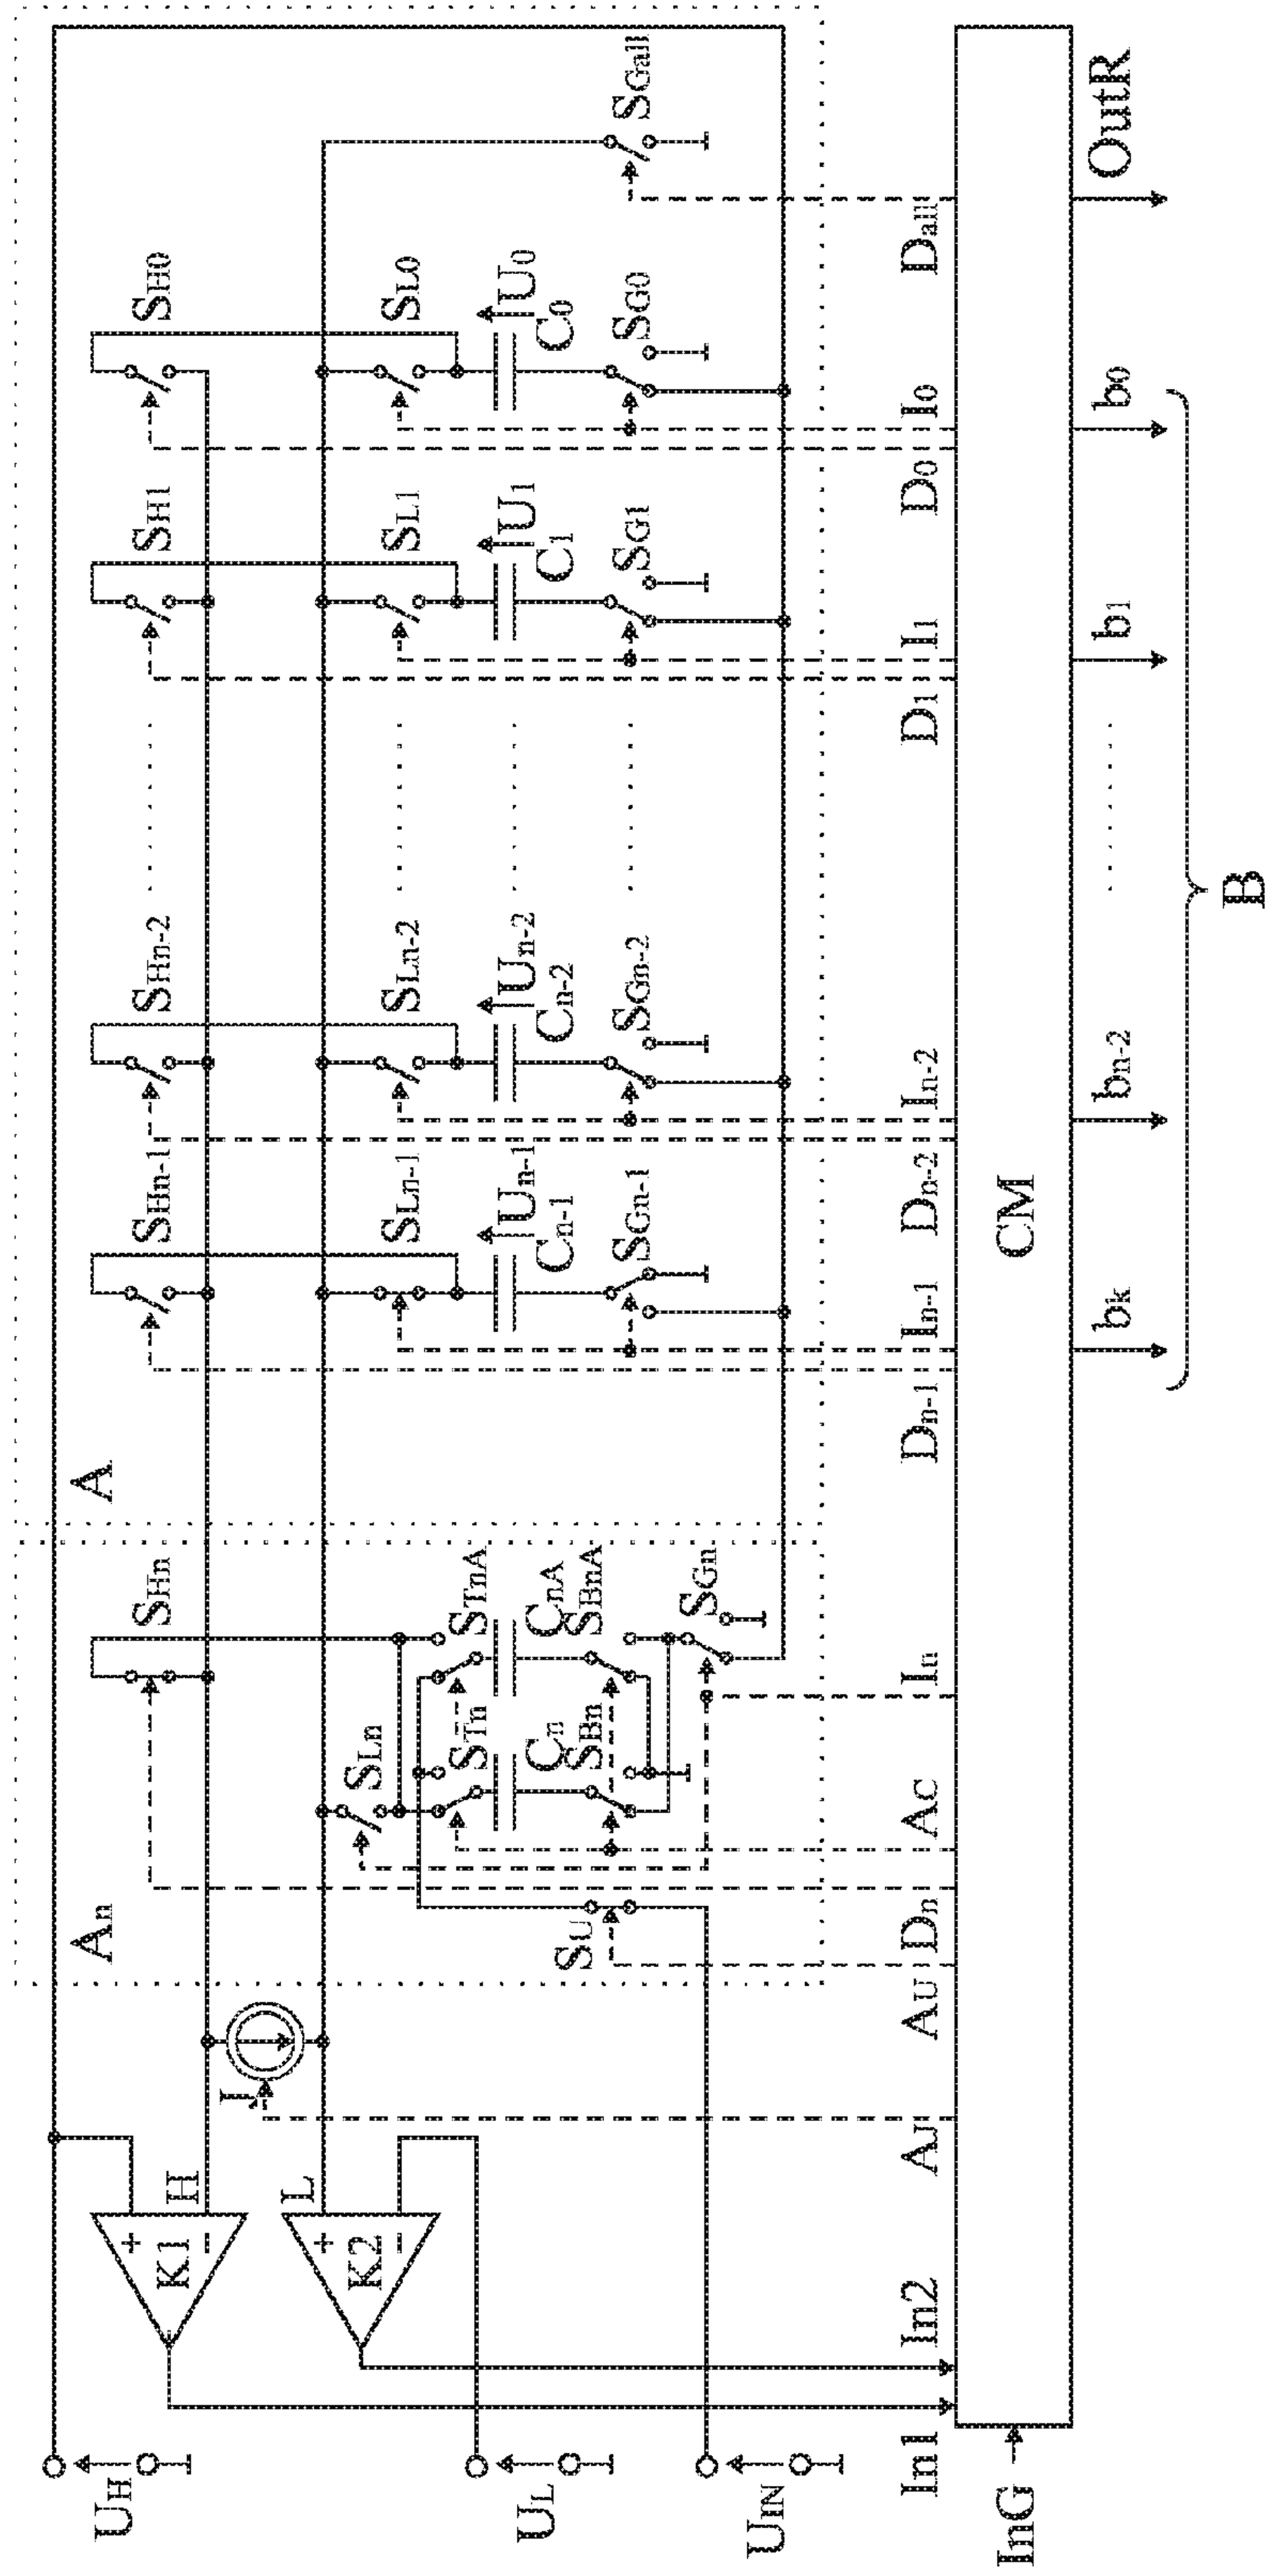 UH
UL
UIN
InG
In1
In2
K1
+
−
H
K2
+
−
L
J
AJ
AU
Dn
AC
In
An
SHn
SLn
SU
STn
STnA
Cn
CnA
SBn
SBnA
SGn
A
SHn-1
SHn-2
SH1
SH0
SLn-1
SLn-2
SL1
SL0
Un-1
Un-2
U1
U0
Cn-1
Cn-2
C1
C0
SGn-1
SGn-2
SG1
SG0
SGall
Dn-1
In-1
Dn-2
In-2
D1
I1
D0
I0
Dall
CM
bk
bn-2
b1
b0
OutR
B